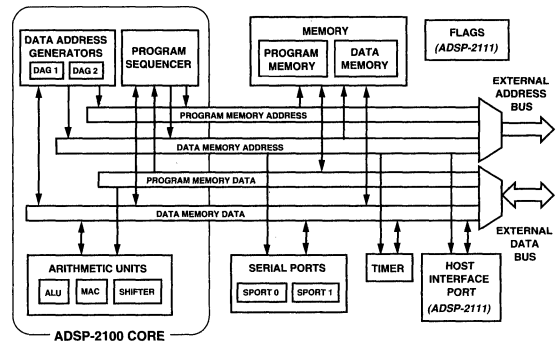 DATA ADDRESS
GENERATORS
DAG 1
DAG 2
PROGRAM
SEQUENCER
MEMORY
PROGRAM
MEMORY
DATA
MEMORY
FLAGS
(ADSP-2111)
EXTERNAL
ADDRESS
BUS
PROGRAM MEMORY ADDRESS
DATA MEMORY ADDRESS
PROGRAM MEMORY DATA
DATA MEMORY DATA
EXTERNAL
DATA
BUS
ARITHMETIC UNITS
ALU
MAC
SHIFTER
SERIAL PORTS
SPORT 0
SPORT 1
TIMER
HOST
INTERFACE
PORT
(ADSP-2111)
ADSP-2100 CORE